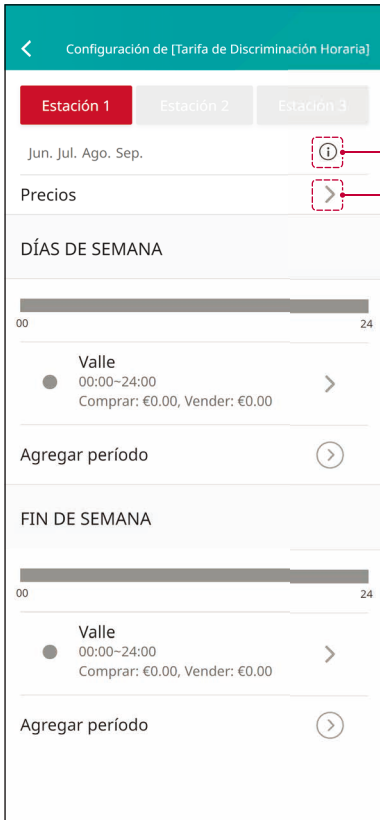 Configuración de [Tarifa de Discriminación Horaria]
Estación 1 Estación 2 Estación 3
Jun. Jul. Ago. Sep.
Precios
DÍAS DE SEMANA
00 24
Valle
00:00~24:00
Comprar: €0.00, Vender: €0.00
Agregar período
FIN DE SEMANA
00 24
Valle
00:00~24:00
Comprar: €0.00, Vender: €0.00
Agregar período